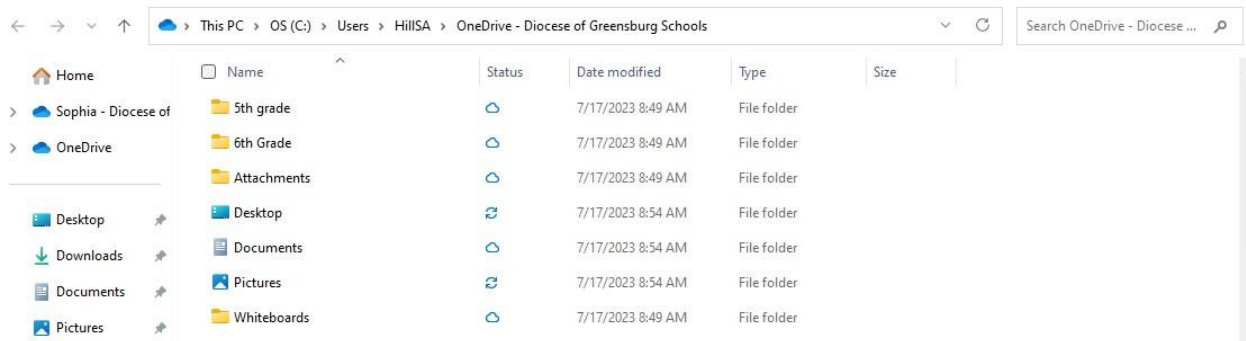 This PC > OS (C:) > Users > HillSA > OneDrive - Diocese of Greensburg Schools
Search OneDrive - Diocese ...
Home
Sophia - Diocese of
OneDrive
Desktop
Downloads
Documents
Pictures
Name Status Date modified Type Size
5th grade 7/17/2023 8:49 AM File folder
6th Grade 7/17/2023 8:49 AM File folder
Attachments 7/17/2023 8:49 AM File folder
Desktop 7/17/2023 8:54 AM File folder
Documents 7/17/2023 8:54 AM File folder
Pictures 7/17/2023 8:54 AM File folder
Whiteboards 7/17/2023 8:49 AM File folder